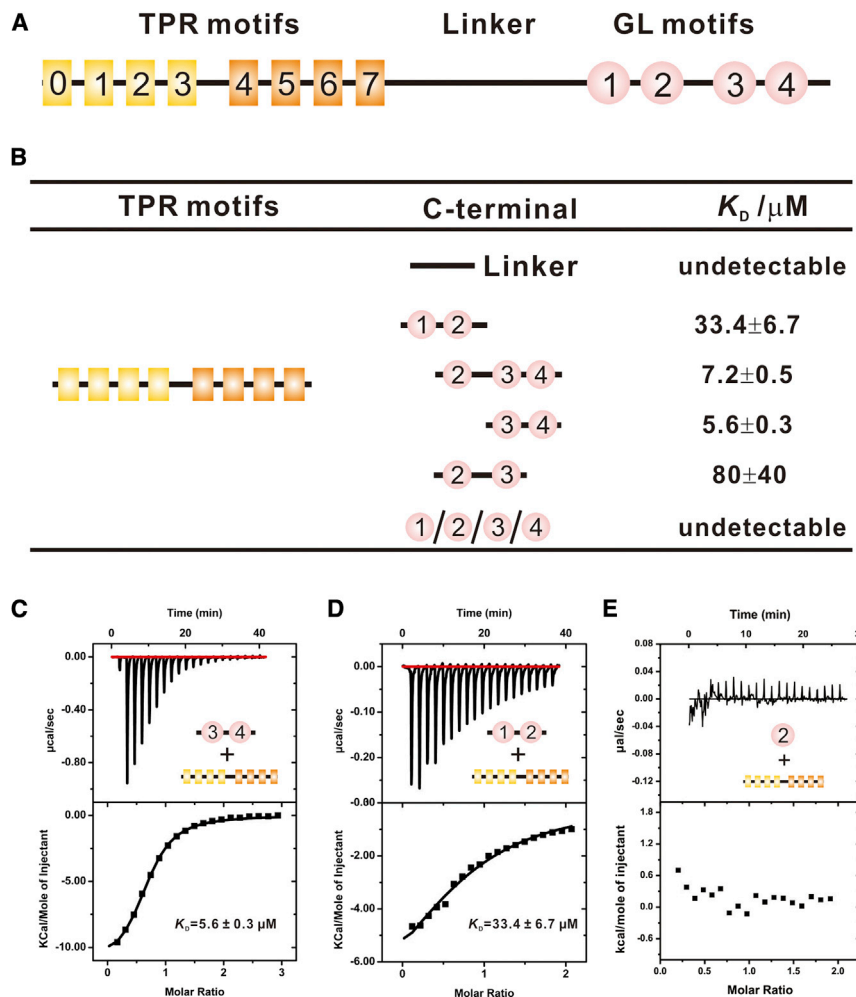 A
TPR motifs Linker GL motifs
0 1 2 3 4 5 6 7 1 2 3 4
B
TPR motifs C-terminal K_D /μM
Linker undetectable
1 2 33.4±6.7
2 3 4 7.2±0.5
3 4 5.6±0.3
2 3 80±40
1/2/3/4 undetectable
C
Time (min)
0 20 40
0.00
-0.40
-0.80
μcal/sec
3 4
+
0.00
-5.00
-10.00
KCal/Mole of Injectant
K_D=5.6 ± 0.3 μM
0 1 2 3
Molar Ratio
D
Time (min)
0 10 20 30 40
0.00
-0.10
-0.20
-0.80
μcal/sec
1 2
+
-2.00
-4.00
-6.00
KCal/Mole of Injectant
K_D=33.4 ± 6.7 μM
0 1 2
Molar Ratio
E
Time (min)
0 10 20
0.08
0.04
0.00
-0.04
-0.08
-0.12
μal/sec
2
+
1.8
1.2
0.6
0.0
-0.6
kcal/mole of injectant
0.0 0.5 1.0 1.5 2.0
Molar Ratio